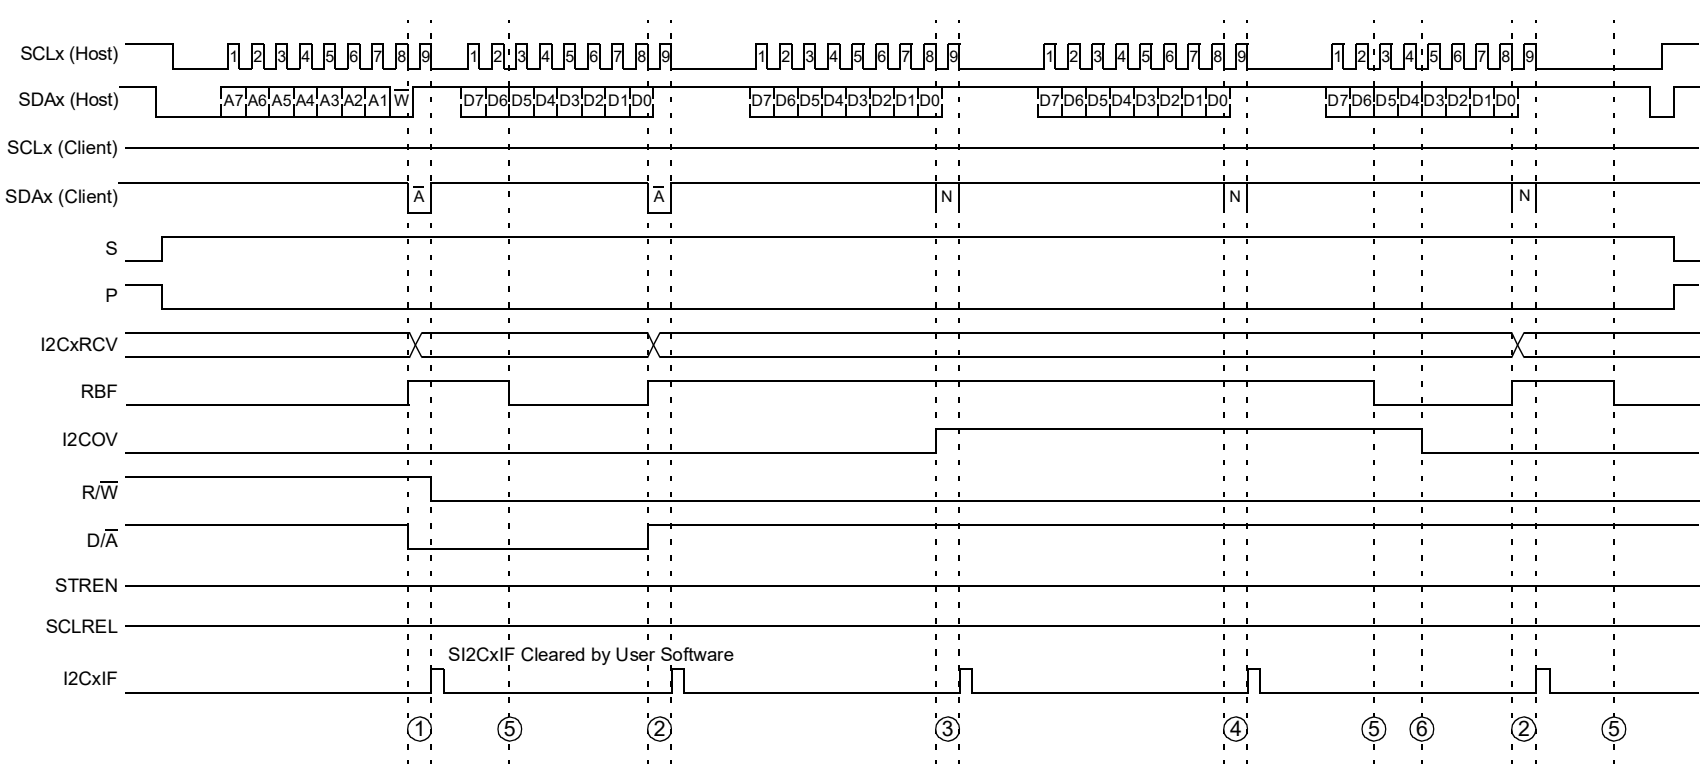 SCLx (Host) 1 2 3 4 5 6 7 8 9 1 2 3 4 5 6 7 8 9 1 2 3 4 5 6 7 8 9 1 2 3 4 5 6 7 8 9 1 2 3 4 5 6 7 8 9
SDAx (Host) A7 A6 A5 A4 A3 A2 A1 W̅ D7 D6 D5 D4 D3 D2 D1 D0 D7 D6 D5 D4 D3 D2 D1 D0 D7 D6 D5 D4 D3 D2 D1 D0 D7 D6 D5 D4 D3 D2 D1 D0
SCLx (Client)
SDAx (Client) A̅ A̅ N N N
S
P
I2CxRCV
RBF
I2COV
R/W̅
D/A̅
STREN
SCLREL
SI2CxIF Cleared by User Software
I2CxIF
① ⑤ ② ③ ④ ⑤ ⑥ ② ⑤